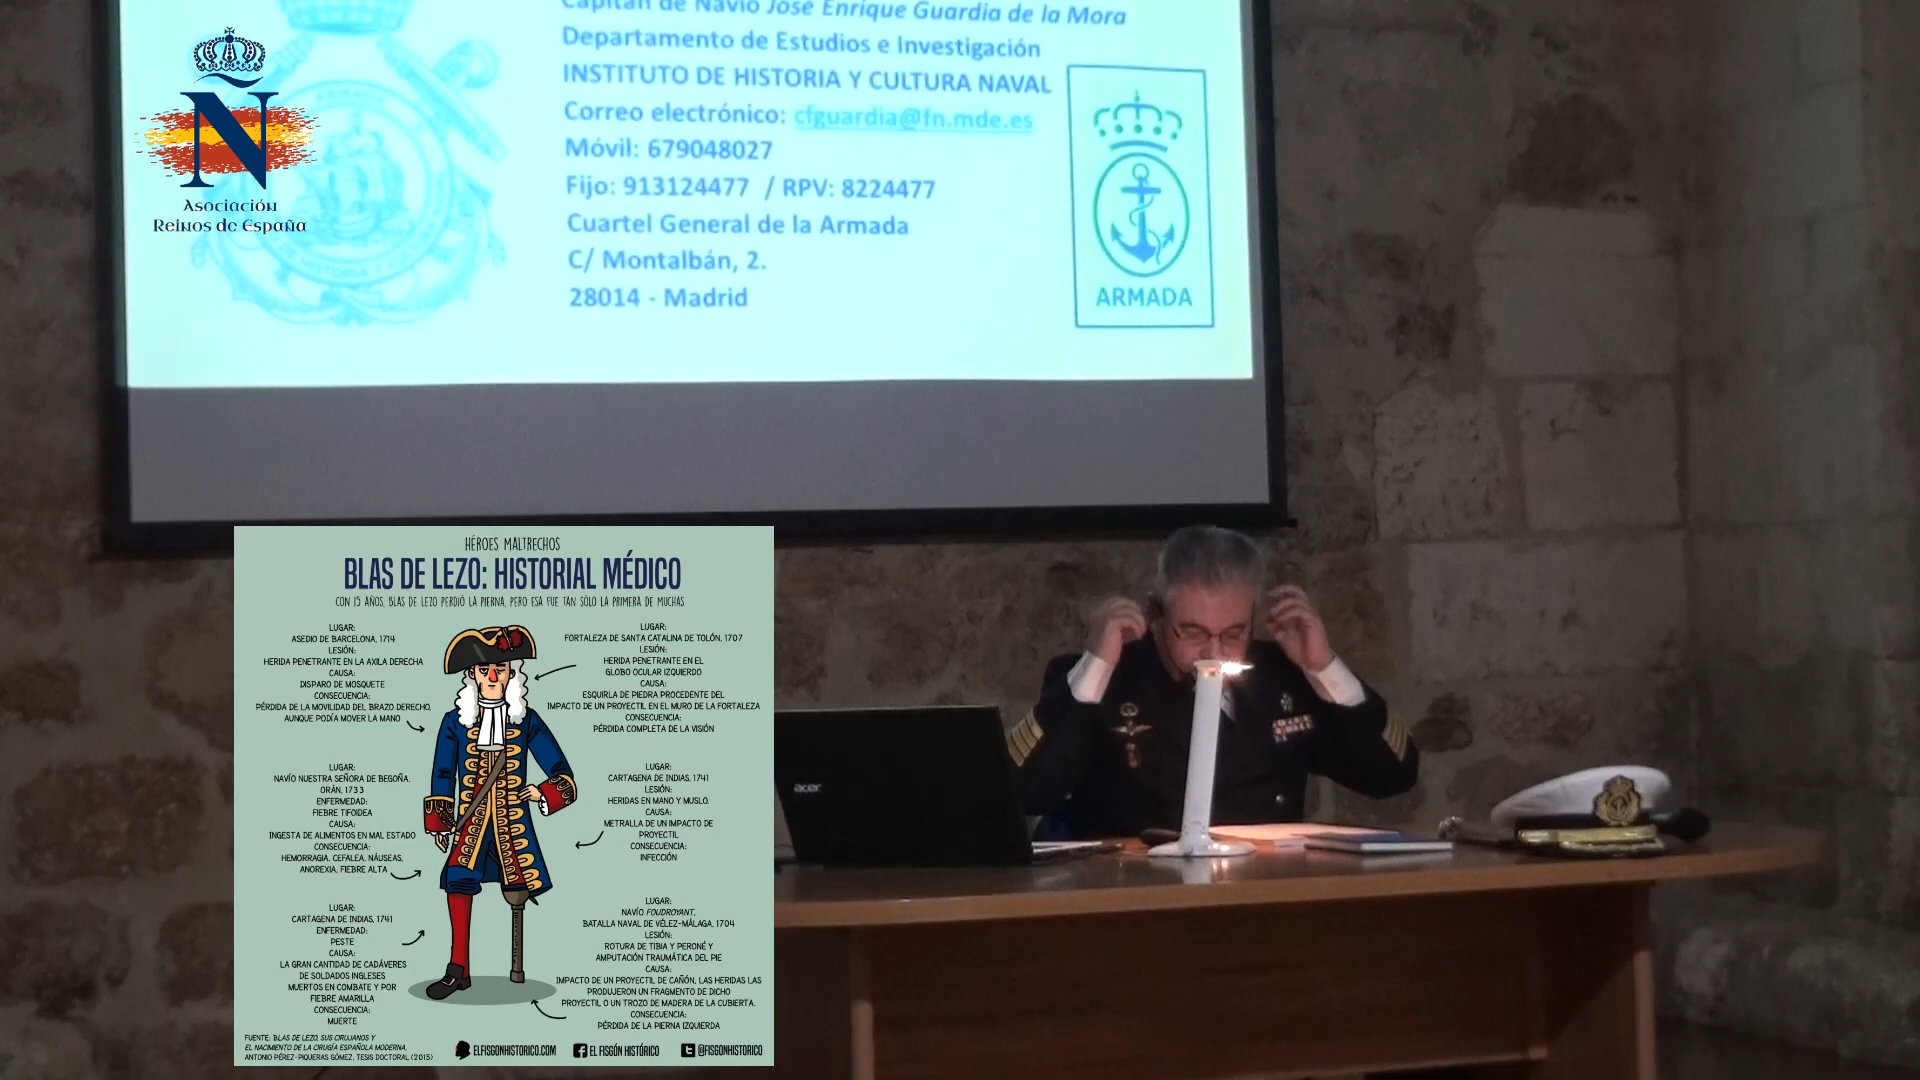 Capitán de Navío José Enrique Guardia de la Mora
Departamento de Estudios e Investigación
INSTITUTO DE HISTORIA Y CULTURA NAVAL
Correo electrónico: cfguardia@fn.mde.es
Móvil: 679048027
Fijo: 913124477 / RPV: 8224477
Cuartel General de la Armada
C/ Montalbán, 2.
28014 - Madrid
ARMADA
Ñ
Asociación
Reinos de España
ARMADA
HÉROES MALTRECHOS
BLAS DE LEZO: HISTORIAL MÉDICO
CON 15 AÑOS, BLAS DE LEZO PERDIÓ LA PIERNA, PERO ESA FUE TAN SÓLO LA PRIMERA DE MUCHAS
LUGAR:
ASEDIO DE BARCELONA, 1714
LESIÓN:
HERIDA PENETRANTE EN LA AXILA DERECHA
CAUSA:
DISPARO DE MOSQUETE
CONSECUENCIA:
PÉRDIDA DE LA MOVILIDAD DEL BRAZO DERECHO,
AUNQUE PODÍA MOVER LA MANO
LUGAR:
FORTALEZA DE SANTA CATALINA DE TOLÓN, 1707
LESIÓN:
HERIDA PENETRANTE EN EL
GLOBO OCULAR IZQUIERDO
CAUSA:
ESQUIRLA DE PIEDRA PROCEDENTE DEL
IMPACTO DE UN PROYECTIL EN EL MURO DE LA FORTALEZA
CONSECUENCIA:
PÉRDIDA COMPLETA DE LA VISIÓN
LUGAR:
NAVÍO NUESTRA SEÑORA DE BEGOÑA,
ORÁN, 1733
ENFERMEDAD:
FIEBRE TIFOIDEA
CAUSA:
INGESTA DE ALIMENTOS EN MAL ESTADO
CONSECUENCIA:
HEMORRAGIA, CEFALEA, NÁUSEAS,
ANOREXIA, FIEBRE ALTA
LUGAR:
CARTAGENA DE INDIAS, 1741
LESIÓN:
HERIDAS EN MANO Y MUSLO.
CAUSA:
METRALLA DE UN IMPACTO DE
PROYECTIL
CONSECUENCIA:
INFECCIÓN
LUGAR:
CARTAGENA DE INDIAS, 1741
ENFERMEDAD:
PESTE
CAUSA:
LA GRAN CANTIDAD DE CADÁVERES
DE SOLDADOS INGLESES
MUERTOS EN COMBATE Y POR
FIEBRE AMARILLA
CONSECUENCIA:
MUERTE
LUGAR:
NAVÍO FOUDROYANT,
BATALLA NAVAL DE VÉLEZ-MÁLAGA, 1704
LESIÓN:
ROTURA DE TIBIA Y PERONÉ Y
AMPUTACIÓN TRAUMÁTICA DEL PIE
CAUSA:
IMPACTO DE UN PROYECTIL DE CAÑÓN, LAS HERIDAS LAS
PRODUJERON UN FRAGMENTO DE DICHO
PROYECTIL O UN TROZO DE MADERA DE LA CUBIERTA.
CONSECUENCIA:
PÉRDIDA DE LA PIERNA IZQUIERDA
FUENTE: BLAS DE LEZO, SUS CIRUJANOS Y
EL NACIMIENTO DE LA CIRUGÍA ESPAÑOLA MODERNA,
ANTONIO PÉREZ-PIQUERAS GÓMEZ, TESIS DOCTORAL (2015)
ELFISGONHISTORICO.COM
EL FISGÓN HISTÓRICO
@FISGONHISTORICO
acer